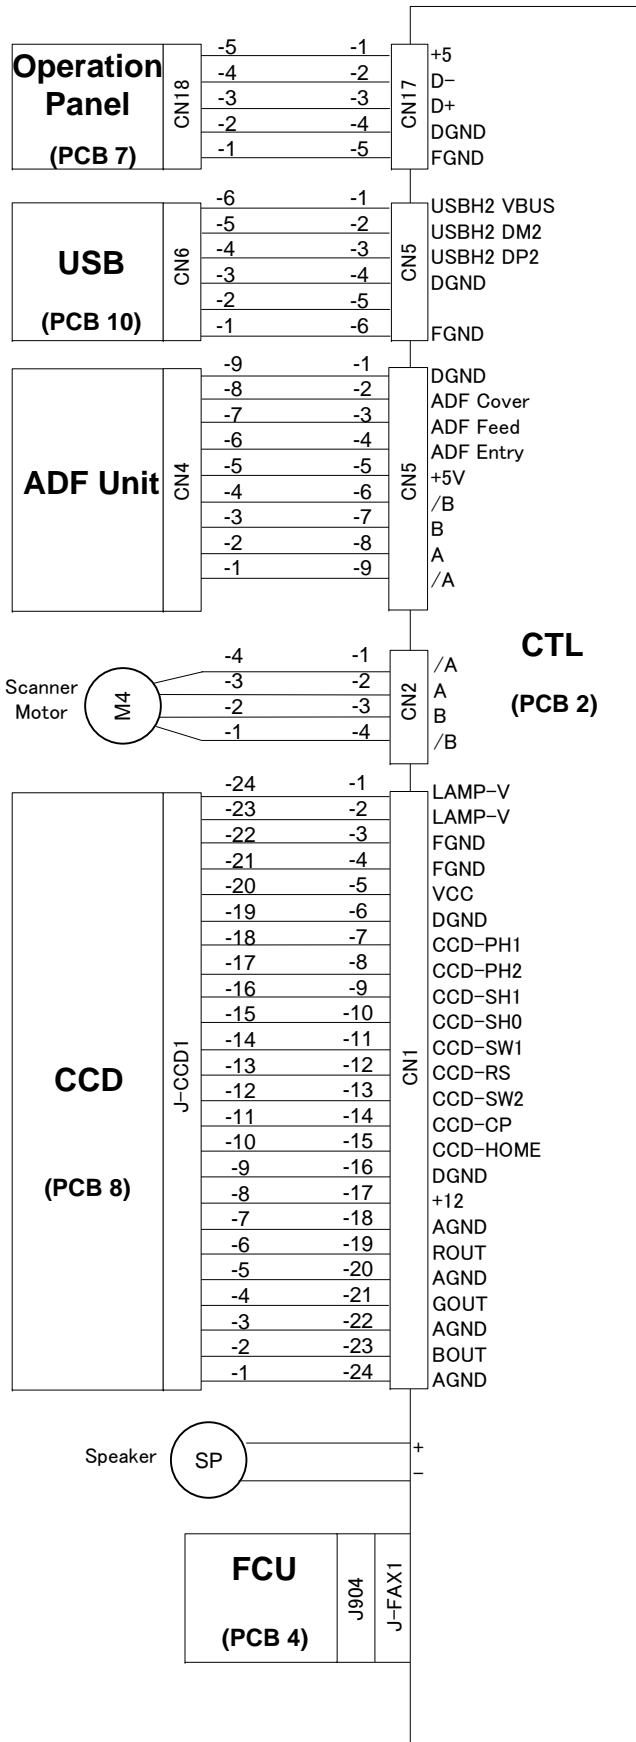 Operation
Panel
(PCB 7)
CN18
-5 -1 +5
-4 -2 D-
-3 -3 D+
-2 -4 DGND
-1 -5 FGND
CN17
USB
(PCB 10)
CN6
-6 -1 USBH2 VBUS
-5 -2 USBH2 DM2
-4 -3 USBH2 DP2
-3 -4 DGND
-2 -5
-1 -6 FGND
CN5
ADF Unit
CN4
-9 -1 DGND
-8 -2 ADF Cover
-7 -3 ADF Feed
-6 -4 ADF Entry
-5 -5 +5V
-4 -6 /B
-3 -7 B
-2 -8 A
-1 -9 /A
CN5
CTL
(PCB 2)
Scanner
Motor
M4
-4 -1 /A
-3 -2 A
-2 -3 B
-1 -4 /B
CN2
CCD
(PCB 8)
J-CCD1
-24 -1 LAMP-V
-23 -2 LAMP-V
-22 -3 FGND
-21 -4 FGND
-20 -5 VCC
-19 -6 DGND
-18 -7 CCD-PH1
-17 -8 CCD-PH2
-16 -9 CCD-SH1
-15 -10 CCD-SH0
-14 -11 CCD-SW1
-13 -12 CCD-RS
-12 -13 CCD-SW2
-11 -14 CCD-CP
-10 -15 CCD-HOME
-9 -16 DGND
-8 -17 +12
-7 -18 AGND
-6 -19 ROUT
-5 -20 AGND
-4 -21 GOUT
-3 -22 AGND
-2 -23 BOUT
-1 -24 AGND
CN1
Speaker
SP
+
-
FCU
(PCB 4)
J904
J-FAX1